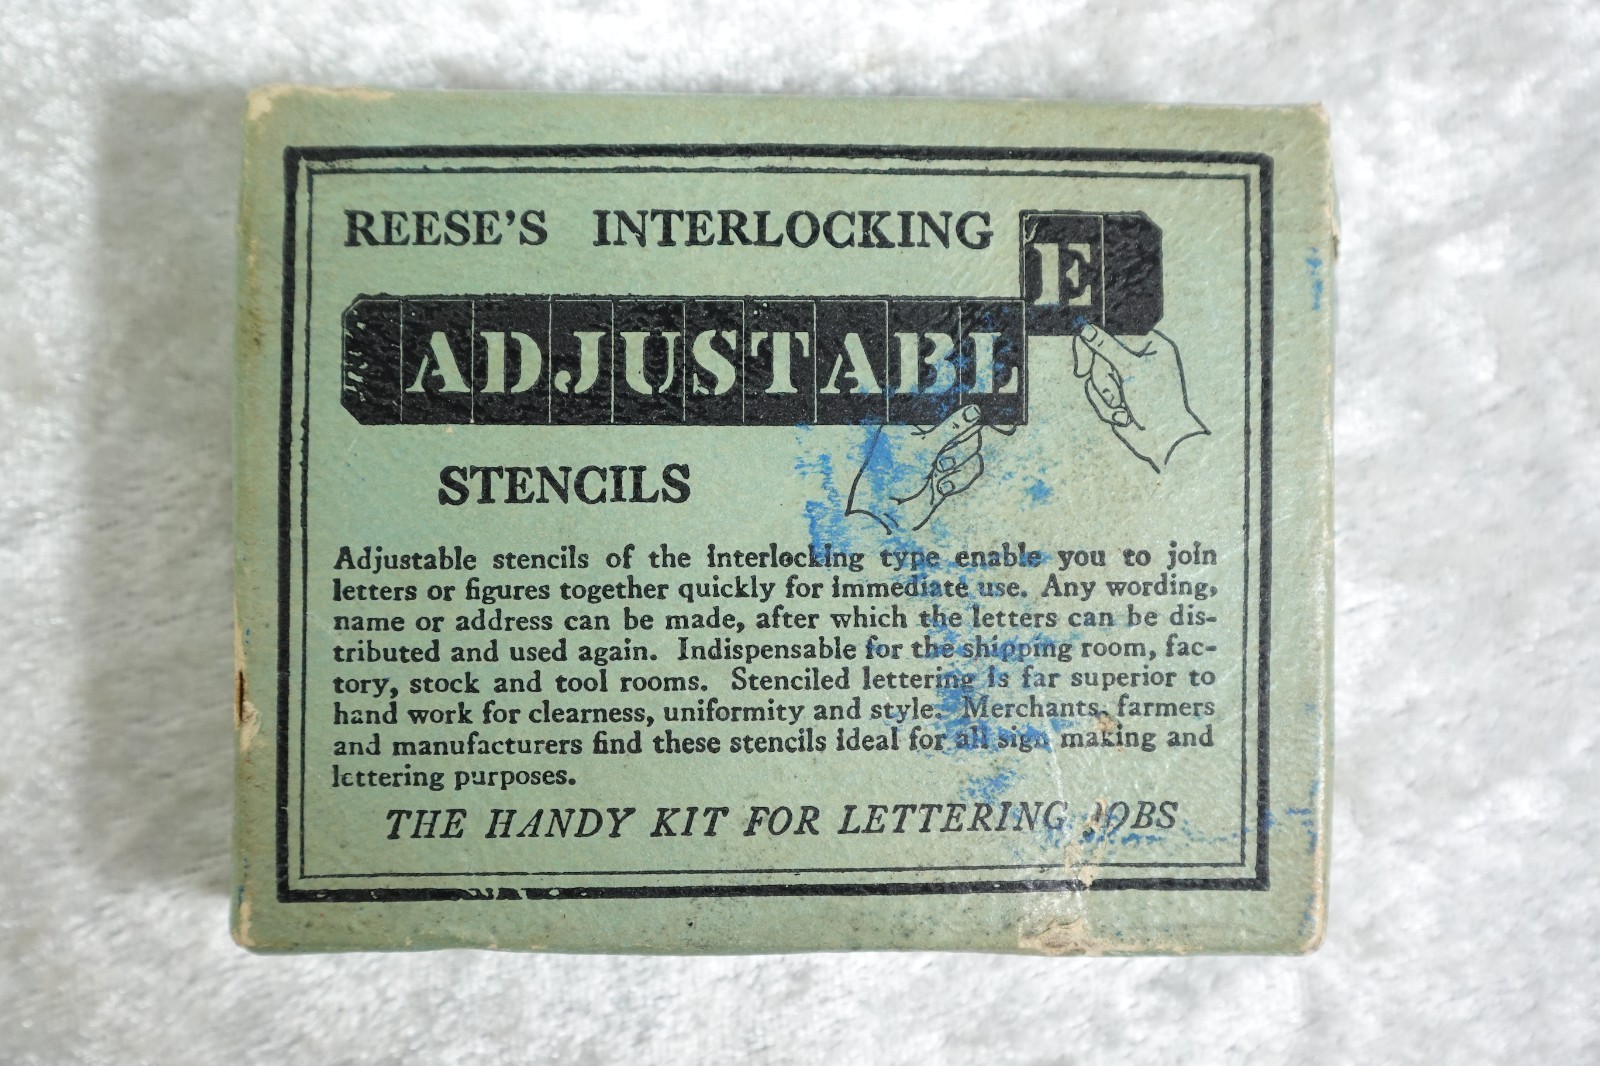 REESE'S INTERLOCKING
ADJUSTABLE
STENCILS
Adjustable stencils of the interlocking type enable you to join
letters or figures together quickly for immediate use. Any wording,
name or address can be made, after which the letters can be dis-
tributed and used again. Indispensable for the shipping room, fac-
tory, stock and tool rooms. Stenciled lettering is far superior to
hand work for clearness, uniformity and style. Merchants, farmers
and manufacturers find these stencils ideal for all sign making and
lettering purposes.
THE HANDY KIT FOR LETTERING JOBS